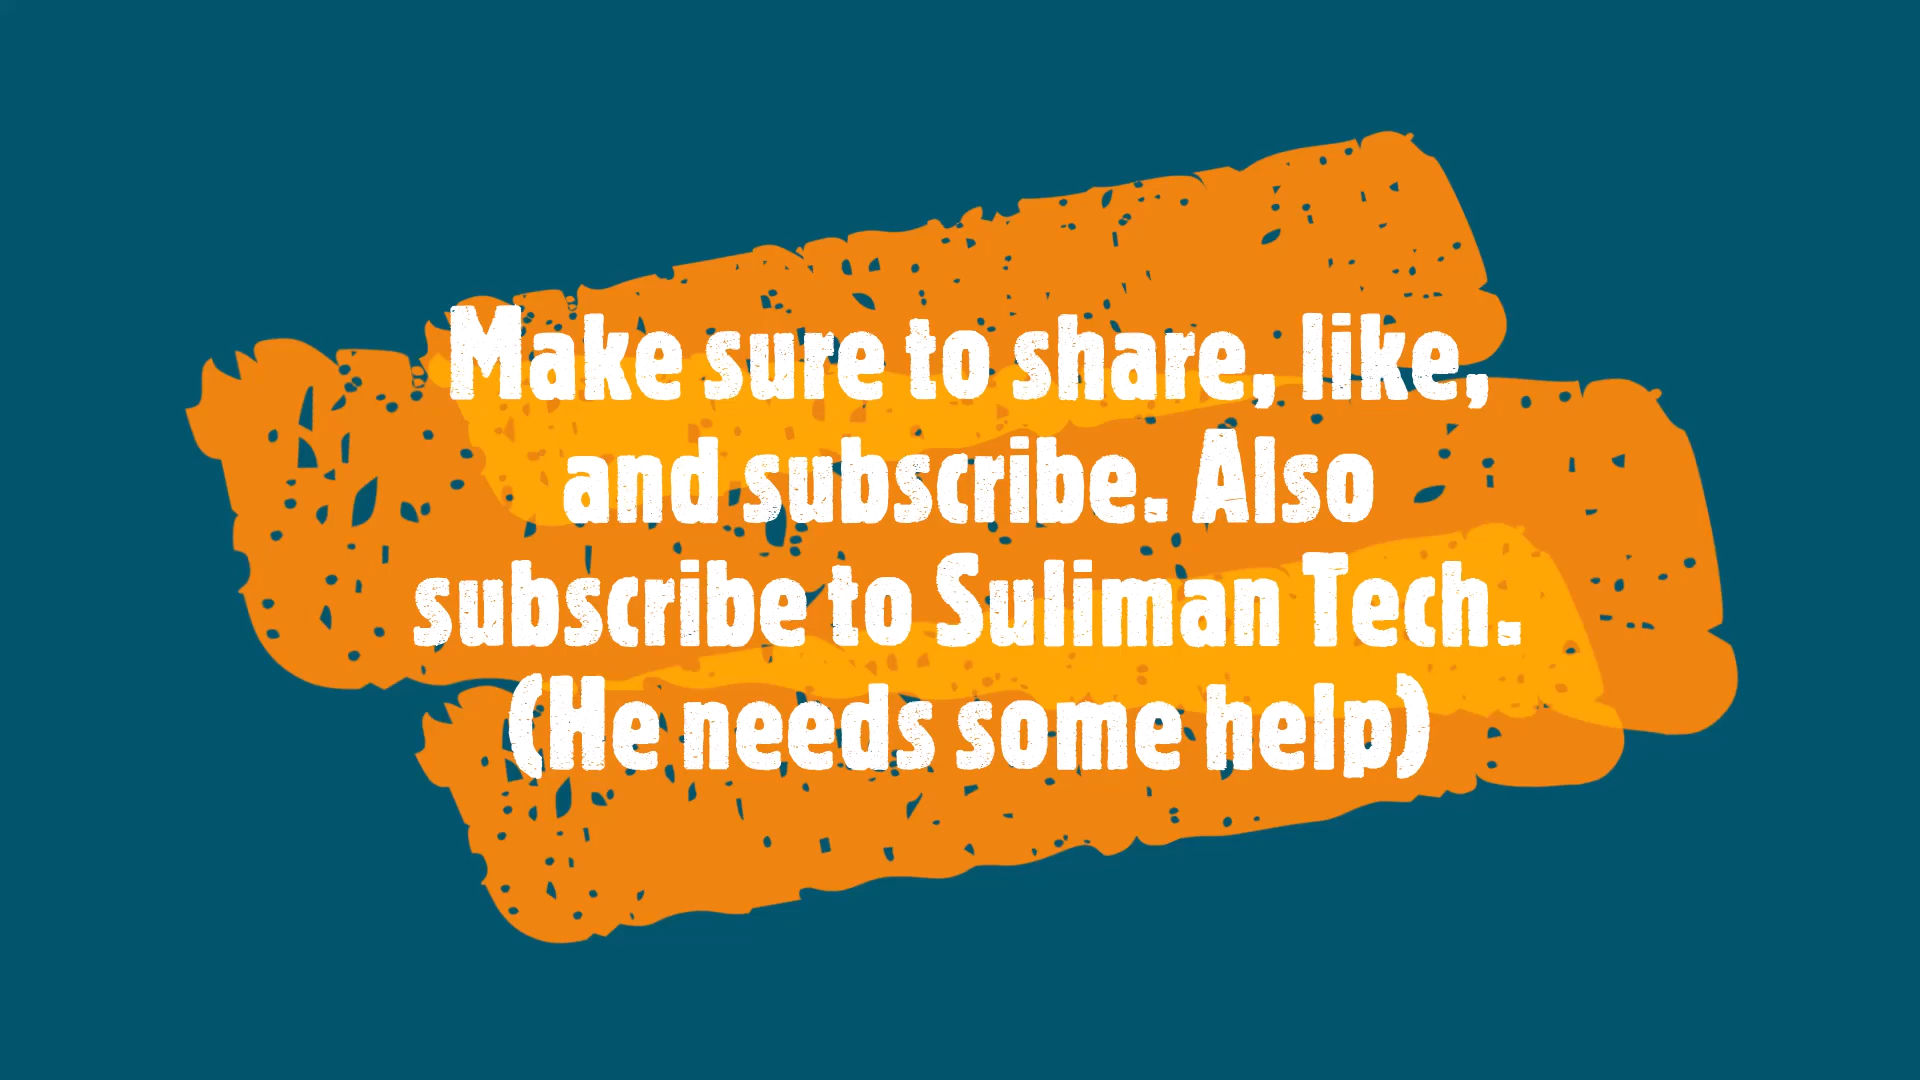 Make sure to share, like,
and subscribe. Also
subscribe to Suliman Tech.
(He needs some help)